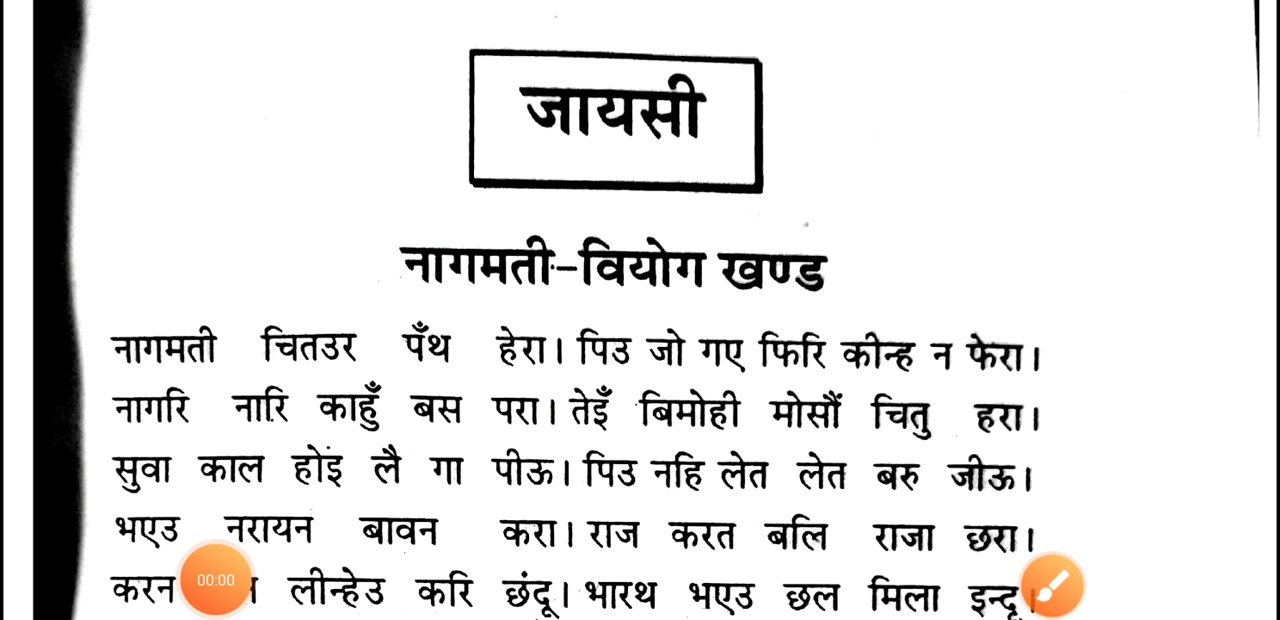 जायसी
नागमती-वियोग खण्ड
नागमती चितउर पँथ हेरा। पिउ जो गए फिरि कीन्ह न फेरा।
नागरि नारि काहुँ बस परा। तेइँ बिमोही मोसौं चितु हरा।
सुवा काल होइ लै गा पीऊ। पिउ नहि लेत लेत बरु जीऊ।
भएउ नरायन बावन करा। राज करत बलि राजा छरा।
करन लीन्हेउ करि छंदू। भारथ भएउ छल मिला इन्दू।
00:00